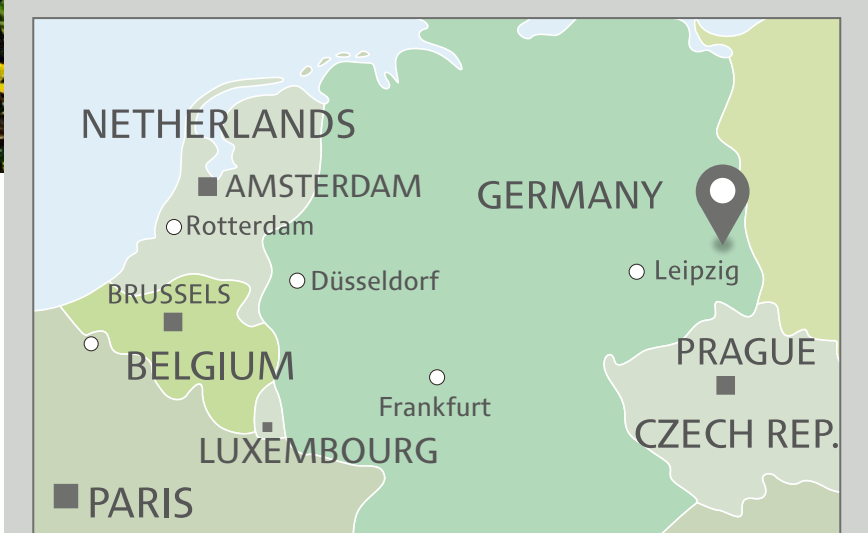 NETHERLANDS
AMSTERDAM
GERMANY
Rotterdam
Leipzig
Düsseldorf
BRUSSELS
PRAGUE
BELGIUM
Frankfurt
CZECH REP.
LUXEMBOURG
PARIS